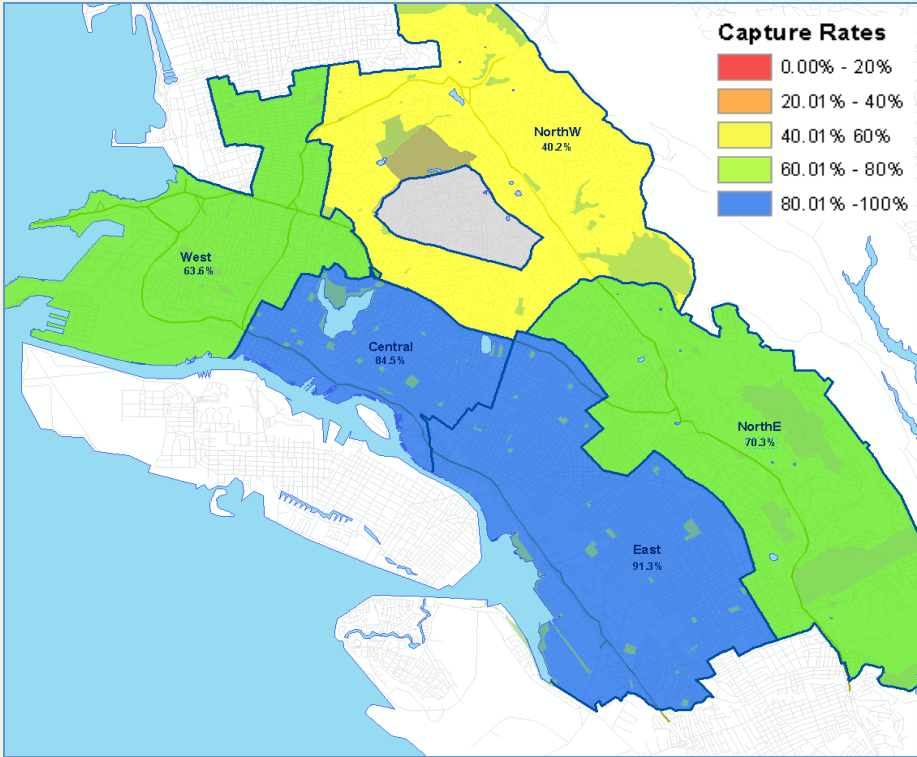 Capture Rates
0.00% - 20%
20.01% - 40%
40.01% 60%
60.01% - 80%
80.01% -100%
NorthW
40.2%
West
63.6%
Central
84.5%
NorthE
70.3%
East
91.3%